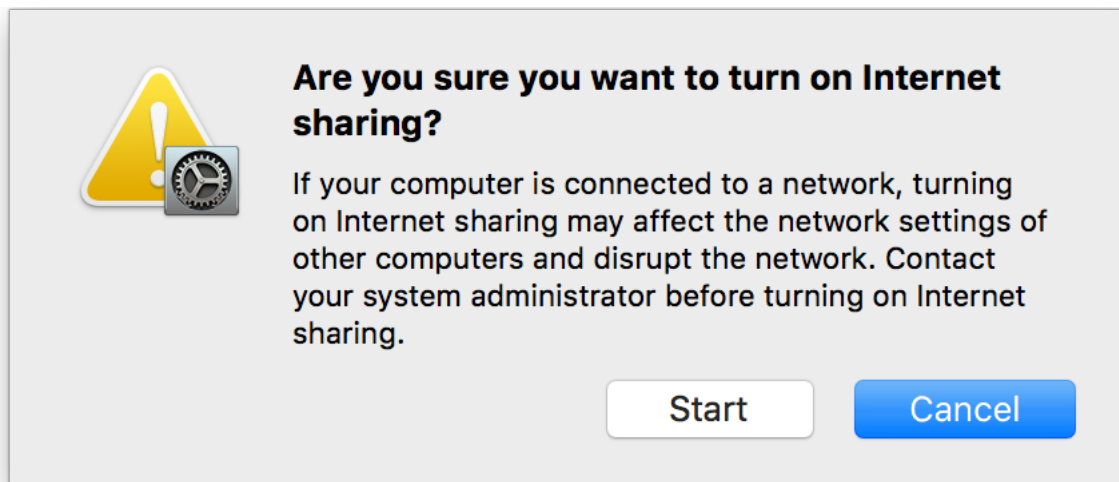 Are you sure you want to turn on Internet
sharing?
If your computer is connected to a network, turning
on Internet sharing may affect the network settings of
other computers and disrupt the network. Contact
your system administrator before turning on Internet
sharing.
Start Cancel